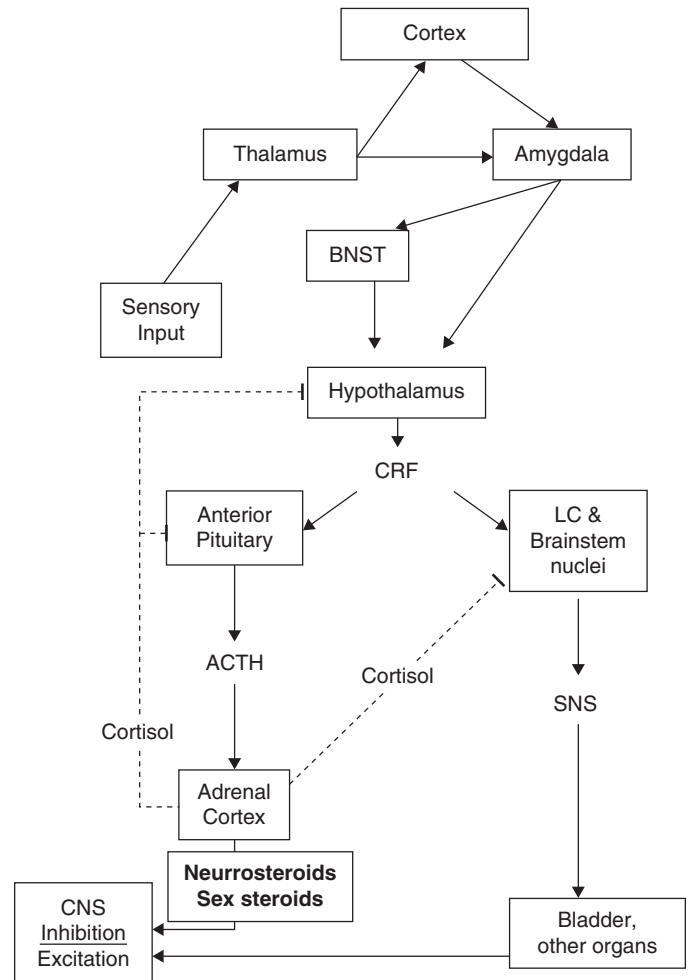 Cortex
Thalamus
Amygdala
BNST
Sensory
Input
Hypothalamus
CRF
Anterior
Pituitary
LC &
Brainstem
nuclei
ACTH
Cortisol
SNS
Cortisol
Adrenal
Cortex
Neurrosteroids
Sex steroids
CNS
Inhibition
Excitation
Bladder,
other organs